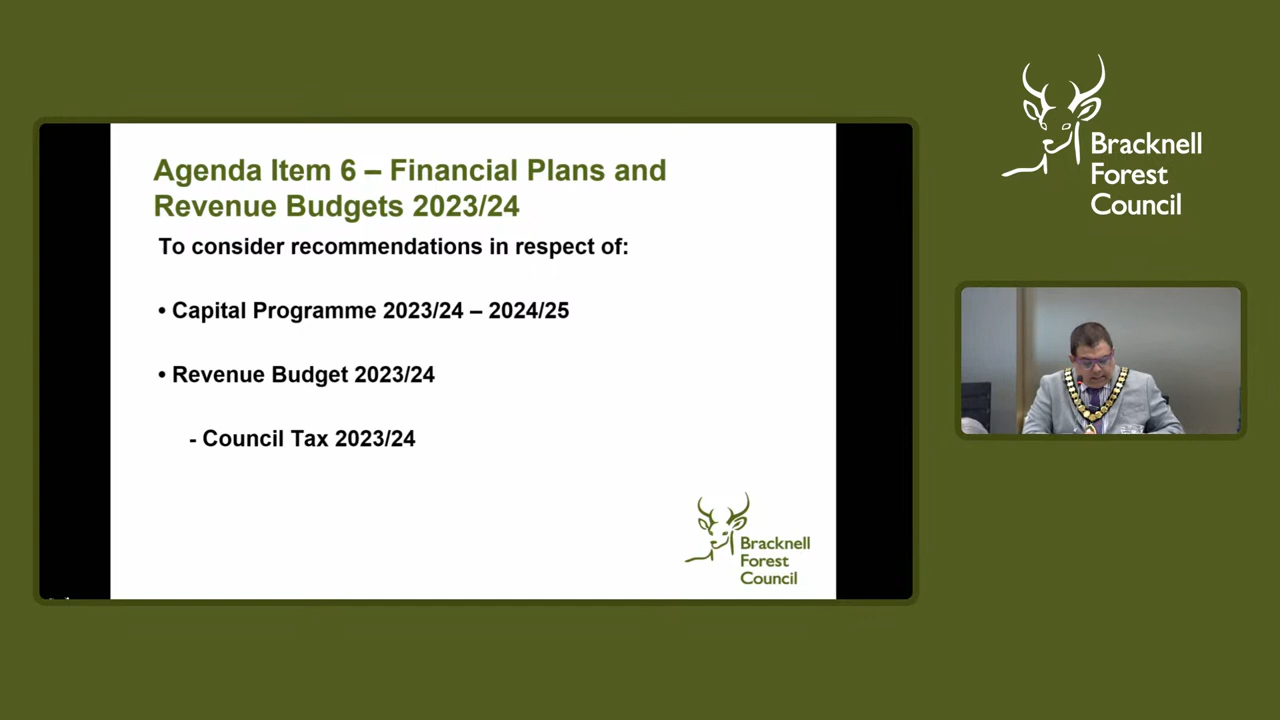 Agenda Item 6 – Financial Plans and
Revenue Budgets 2023/24
To consider recommendations in respect of:
• Capital Programme 2023/24 – 2024/25
• Revenue Budget 2023/24
- Council Tax 2023/24
Bracknell
Forest
Council
Bracknell
Forest
Council